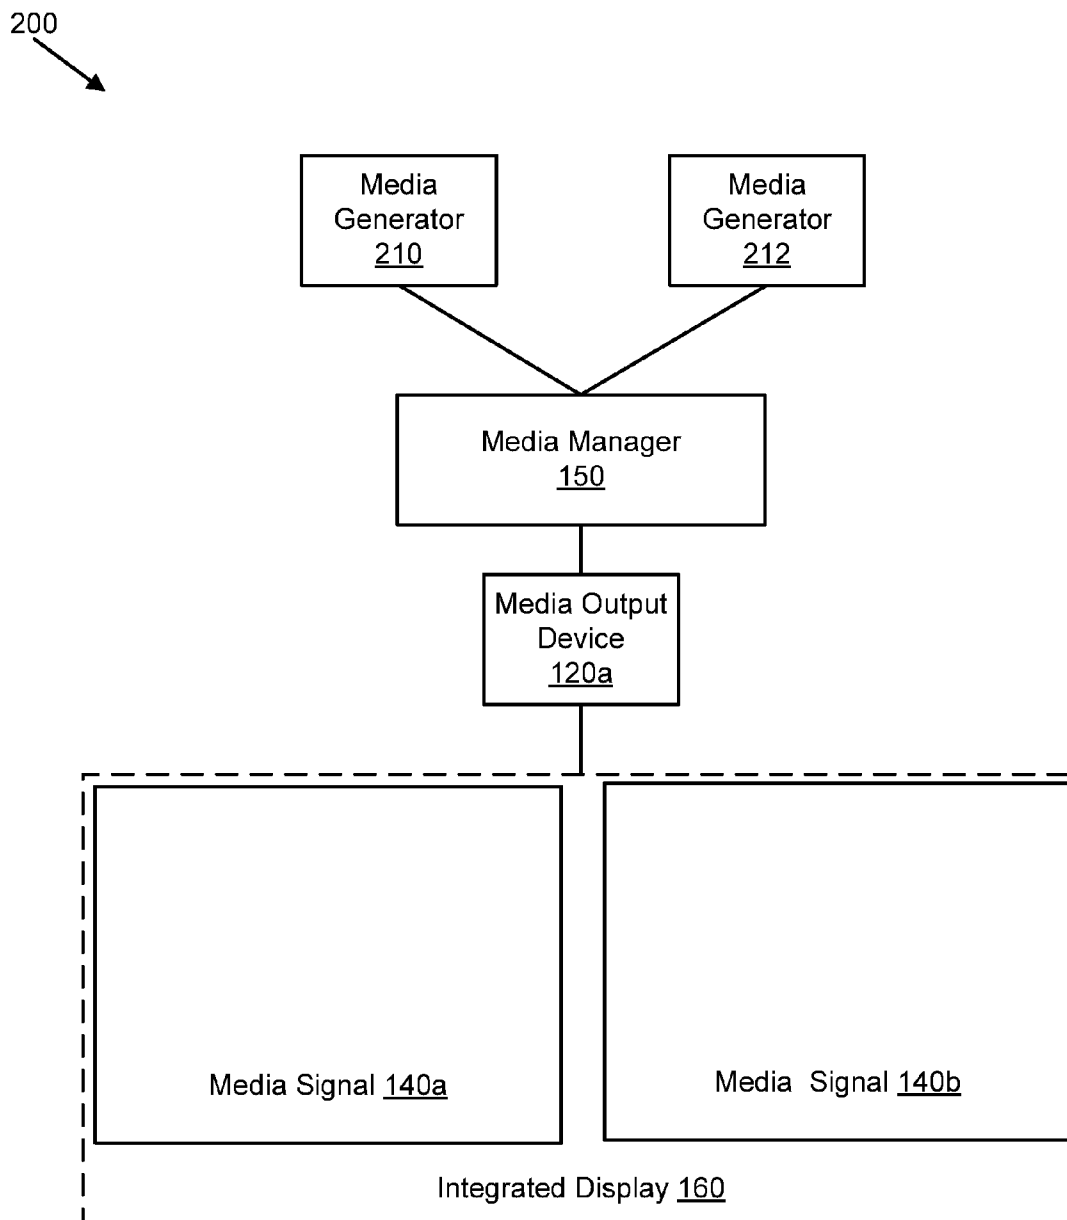 200
Media
Generator
210
Media
Generator
212
Media Manager
150
Media Output
Device
120a
Media Signal 140a
Media Signal 140b
Integrated Display 160